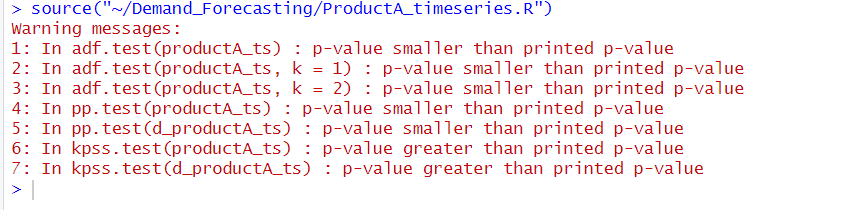 > source("~/Demand_Forecasting/ProductA_timeseries.R")
Warning messages:
1: In adf.test(productA_ts) : p-value smaller than printed p-value
2: In adf.test(productA_ts, k = 1) : p-value smaller than printed p-value
3: In adf.test(productA_ts, k = 2) : p-value smaller than printed p-value
4: In pp.test(productA_ts) : p-value smaller than printed p-value
5: In pp.test(d_productA_ts) : p-value smaller than printed p-value
6: In kpss.test(productA_ts) : p-value greater than printed p-value
7: In kpss.test(d_productA_ts) : p-value greater than printed p-value
>